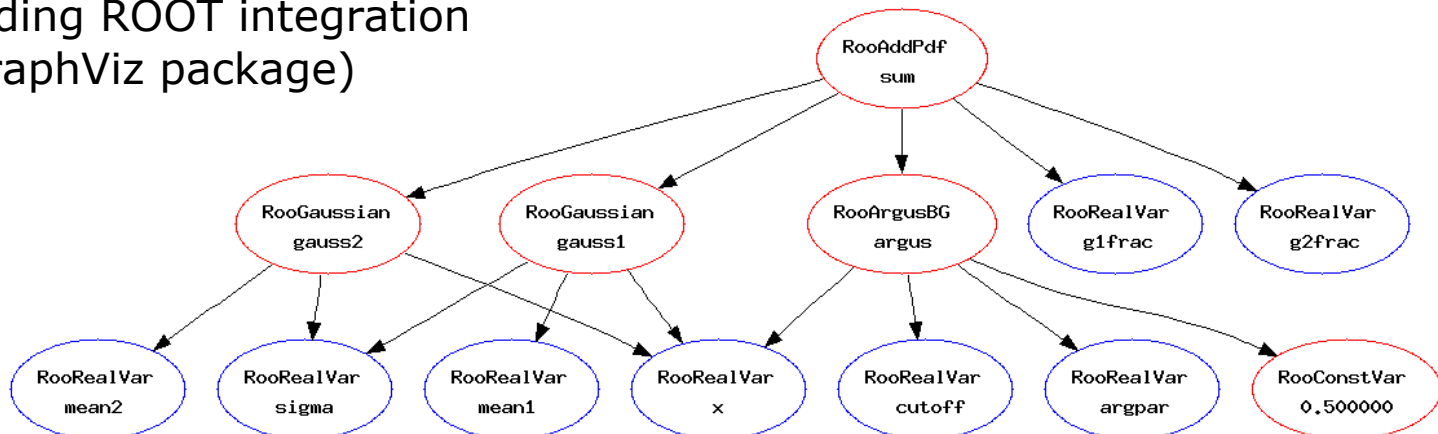 ding ROOT integration
raphViz package)
RooAddPdf
sum
RooGaussian
gauss2
RooGaussian
gauss1
RooArgusBG
argus
RooRealVar
g1frac
RooRealVar
g2frac
RooRealVar
mean2
RooRealVar
sigma
RooRealVar
mean1
RooRealVar
x
RooRealVar
cutoff
RooRealVar
argpar
RooConstVar
0.500000